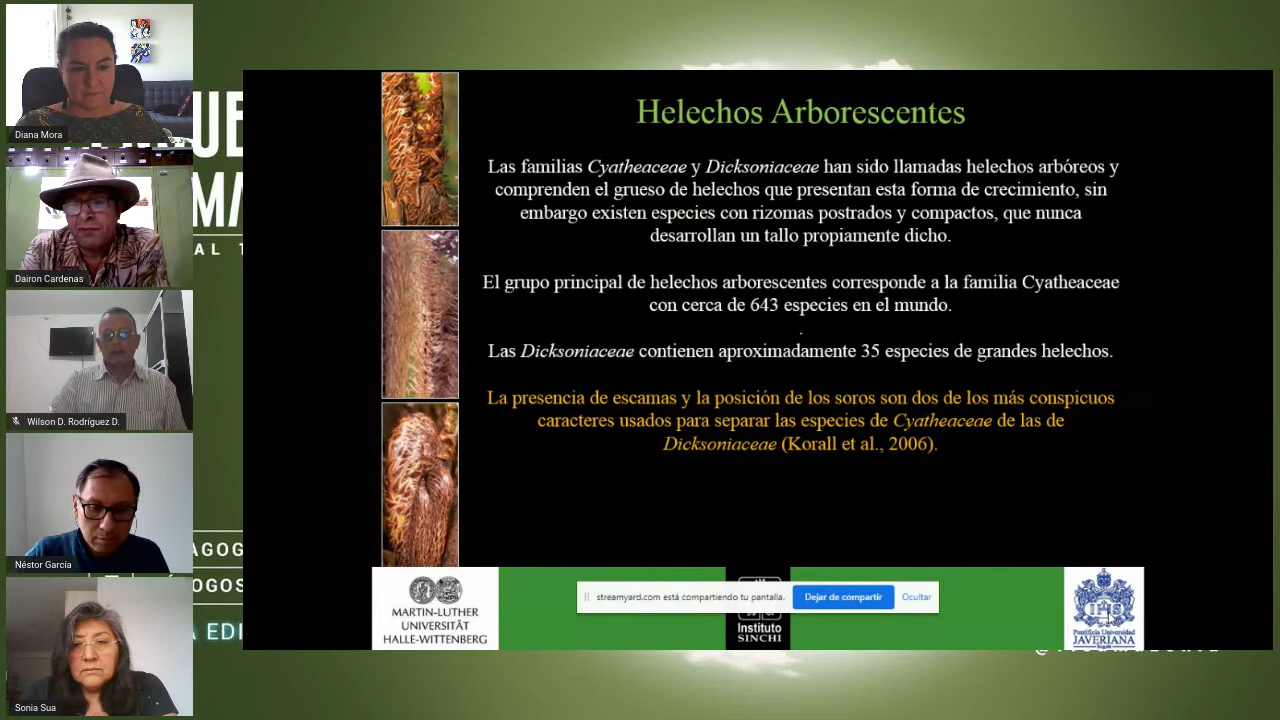 Diana Mora
Dairon Cardenas
Wilson D. Rodríguez D.
Néstor García
Sonia Sua
Helechos Arborescentes
Las familias Cyatheaceae y Dicksoniaceae han sido llamadas helechos arbóreos y
comprenden el grueso de helechos que presentan esta forma de crecimiento, sin
embargo existen especies con rizomas postrados y compactos, que nunca
desarrollan un tallo propiamente dicho.
El grupo principal de helechos arborescentes corresponde a la familia Cyatheaceae
con cerca de 643 especies en el mundo.
.
Las Dicksoniaceae contienen aproximadamente 35 especies de grandes helechos.
La presencia de escamas y la posición de los soros son dos de los más conspicuos
caracteres usados para separar las especies de Cyatheaceae de las de
Dicksoniaceae (Korall et al., 2006).
MARTIN-LUTHER
UNIVERSITÄT
HALLE-WITTENBERG
streamyard.com está compartiendo tu pantalla.
Dejar de compartir
Ocultar
Instituto
SINCHI
IHS
Pontificia Universidad
JAVERIANA